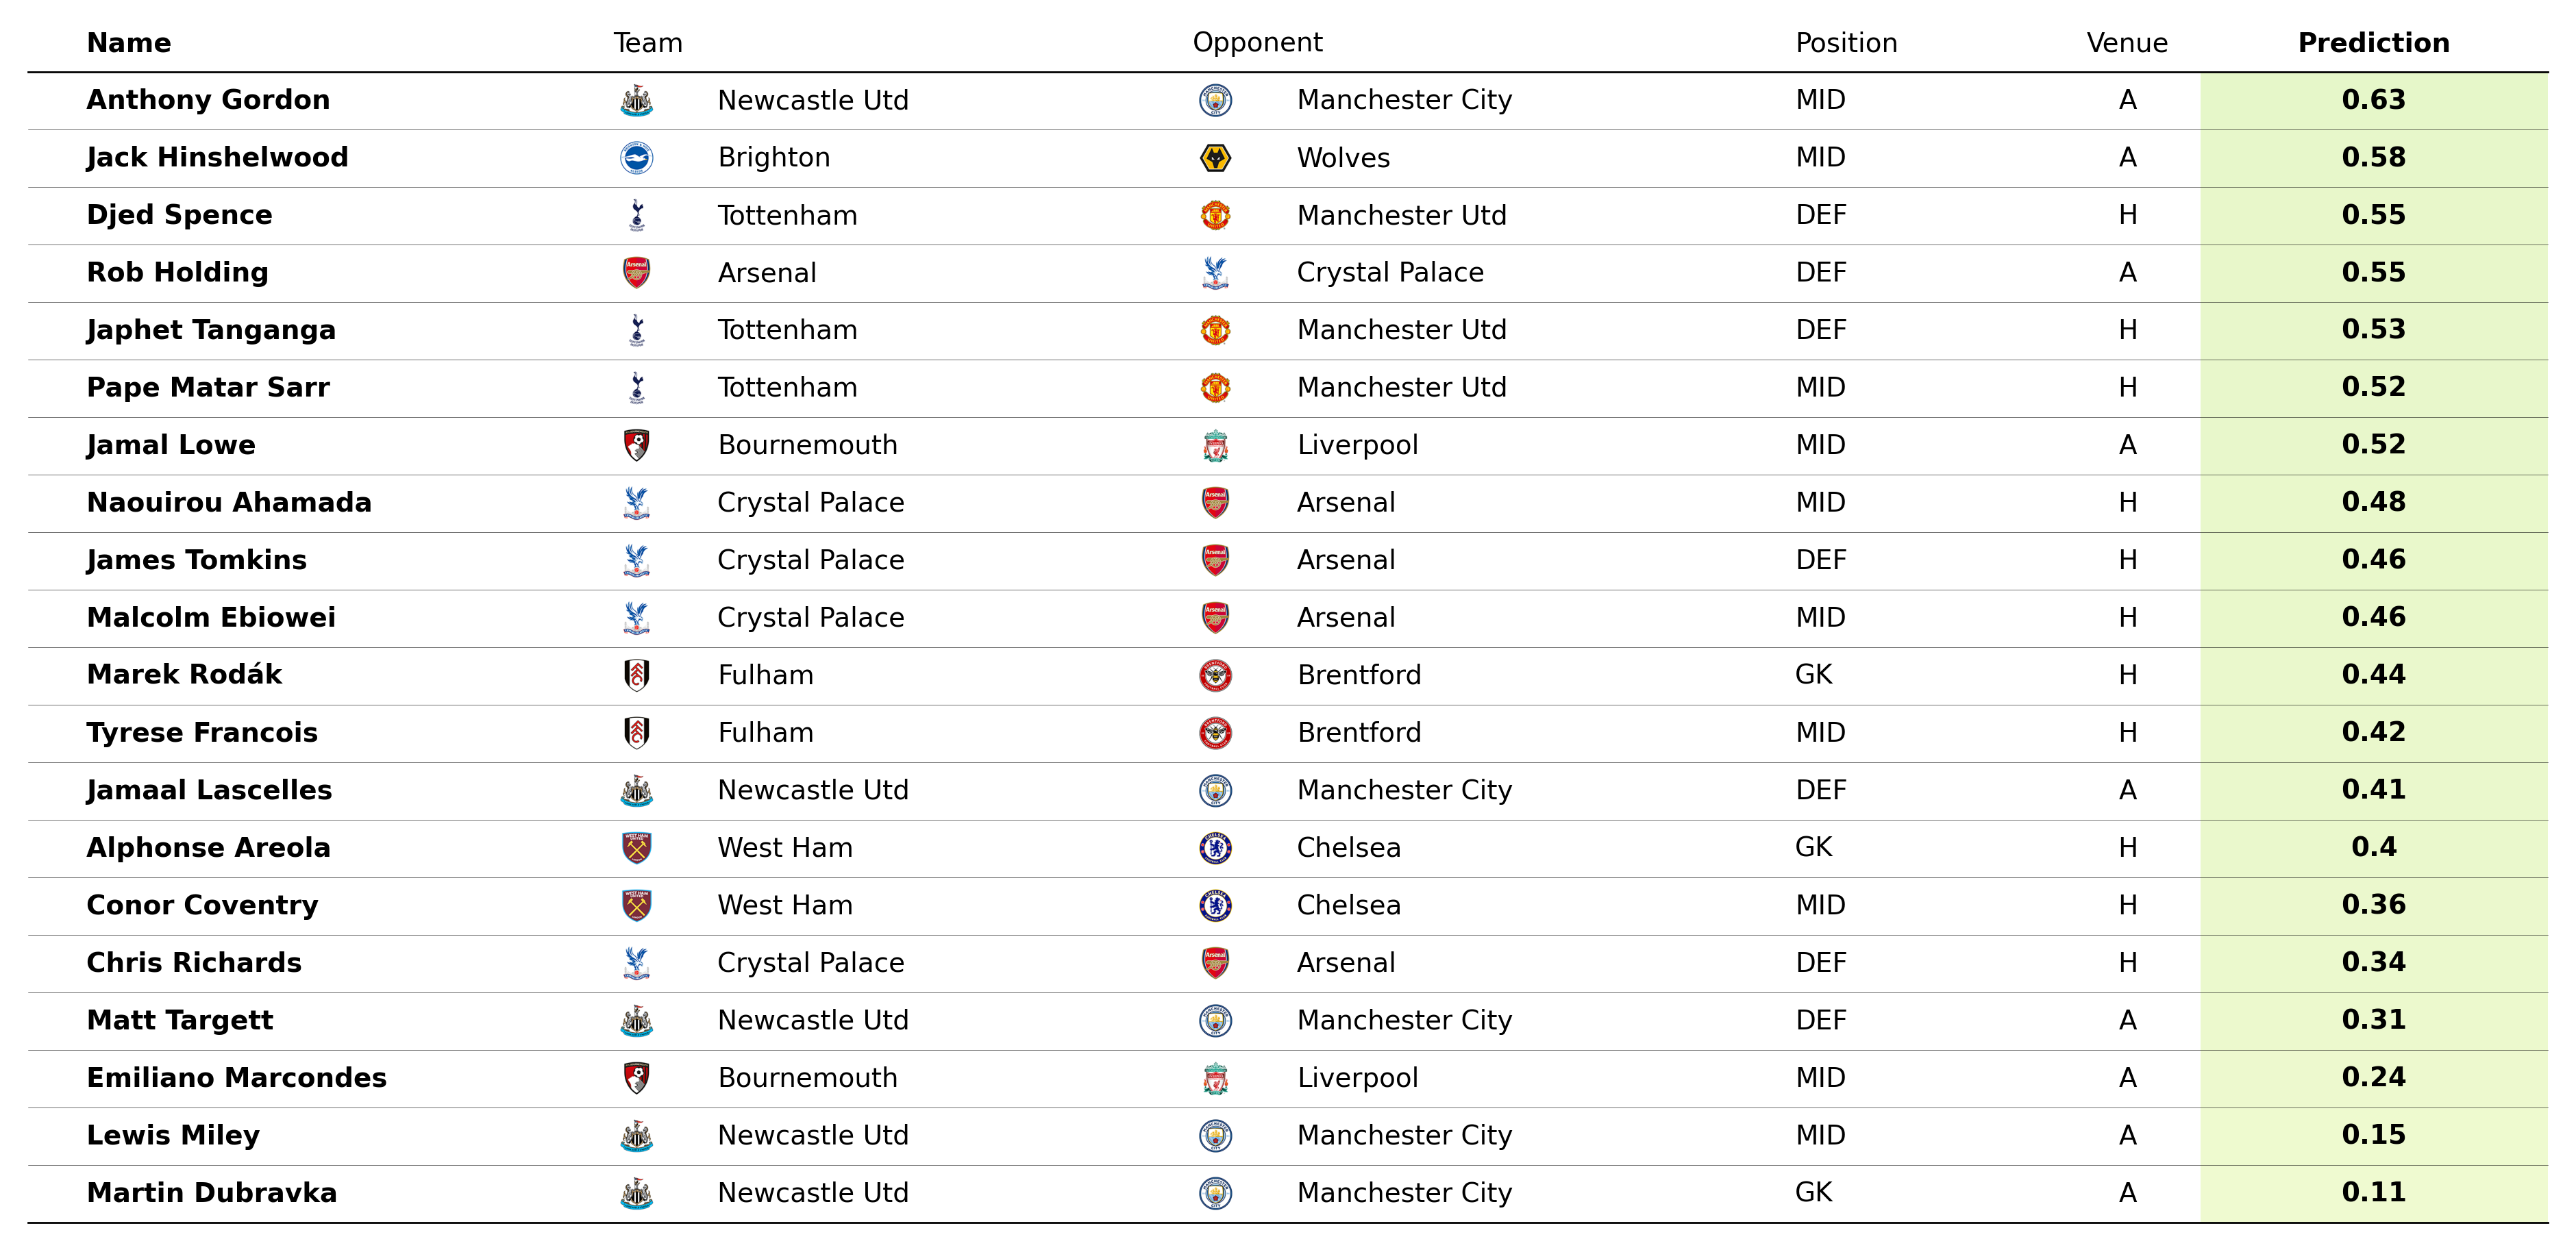 Name Team Opponent Position Venue Prediction
Anthony Gordon Newcastle Utd Manchester City MID A 0.63
Jack Hinshelwood Brighton Wolves MID A 0.58
Djed Spence Tottenham Manchester Utd DEF H 0.55
Rob Holding Arsenal Crystal Palace DEF A 0.55
Japhet Tanganga Tottenham Manchester Utd DEF H 0.53
Pape Matar Sarr Tottenham Manchester Utd MID H 0.52
Jamal Lowe Bournemouth Liverpool MID A 0.52
Naouirou Ahamada Crystal Palace Arsenal MID H 0.48
James Tomkins Crystal Palace Arsenal DEF H 0.46
Malcolm Ebiowei Crystal Palace Arsenal MID H 0.46
Marek Rodák Fulham Brentford GK H 0.44
Tyrese Francois Fulham Brentford MID H 0.42
Jamaal Lascelles Newcastle Utd Manchester City DEF A 0.41
Alphonse Areola West Ham Chelsea GK H 0.4
Conor Coventry West Ham Chelsea MID H 0.36
Chris Richards Crystal Palace Arsenal DEF H 0.34
Matt Targett Newcastle Utd Manchester City DEF A 0.31
Emiliano Marcondes Bournemouth Liverpool MID A 0.24
Lewis Miley Newcastle Utd Manchester City MID A 0.15
Martin Dubravka Newcastle Utd Manchester City GK A 0.11